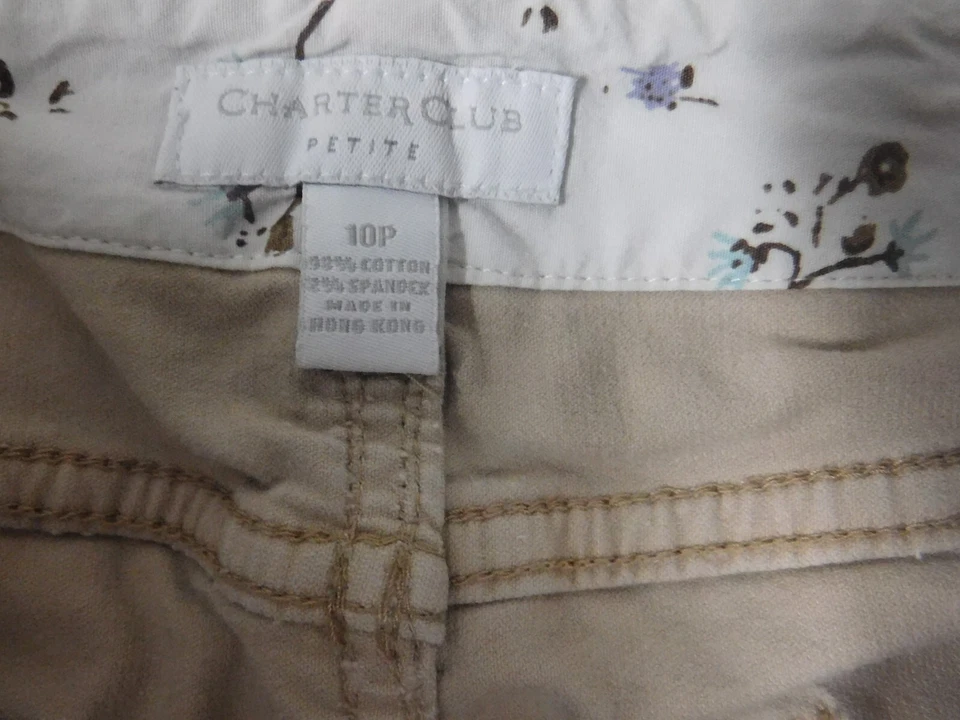 CHARTER CLUB
PETITE
10P
98% COTTON
2% SPANDEX
MADE IN
HONG KONG